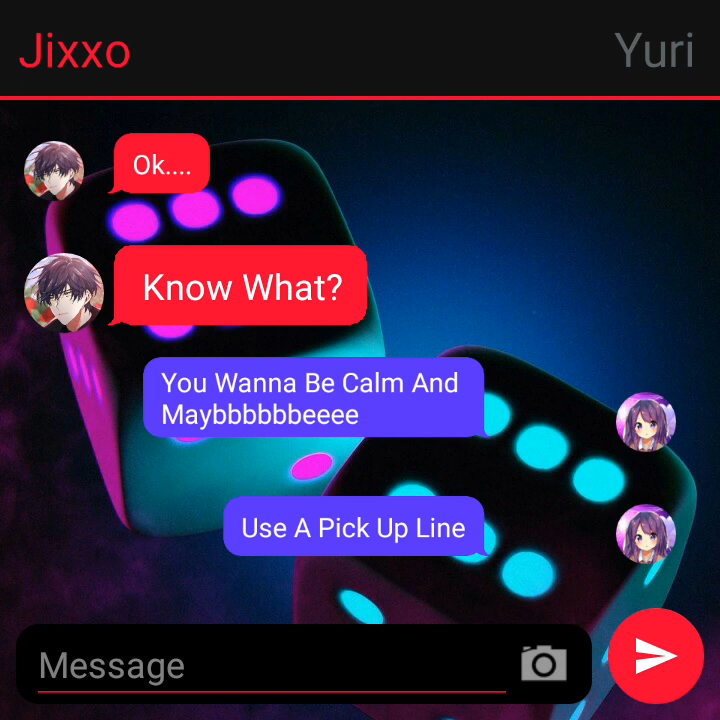 Jixxo
Yuri
Ok....
Know What?
You Wanna Be Calm And
Maybbbbbbeeee
Use A Pick Up Line
Message